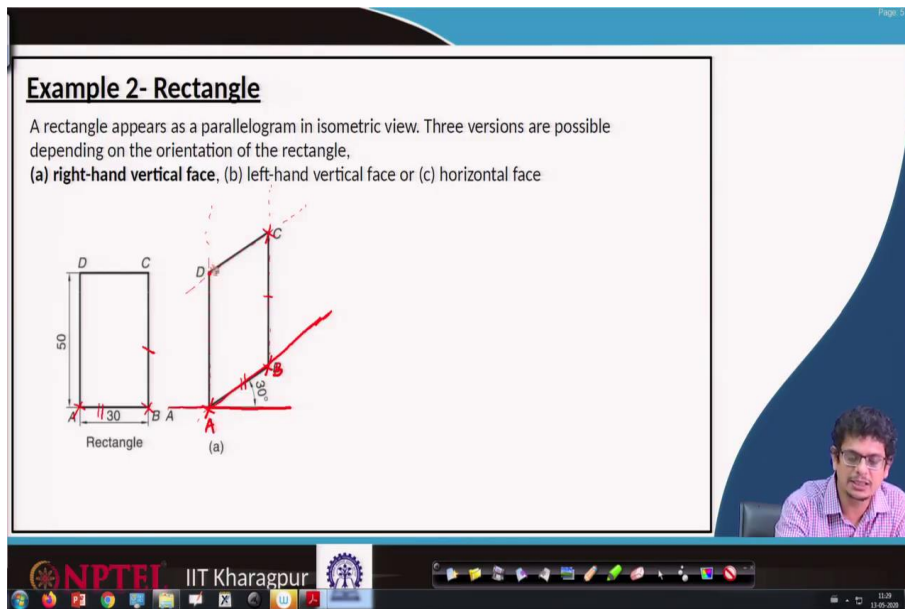 Page: 5
Example 2- Rectangle
A rectangle appears as a parallelogram in isometric view. Three versions are possible
depending on the orientation of the rectangle,
(a) right-hand vertical face, (b) left-hand vertical face or (c) horizontal face
D C
50
A 30 B
Rectangle
D C
A B
30°
A
(a)
NPTEL IIT Kharagpur
11:29
13-05-2020